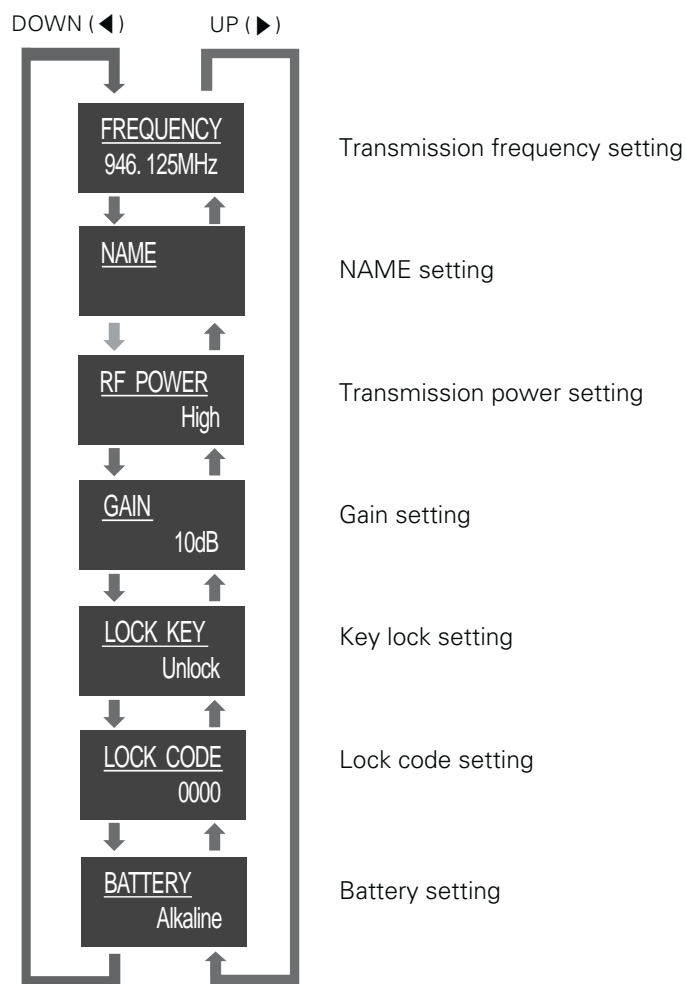 DOWN (◀) UP (▶)
FREQUENCY
946. 125MHz
Transmission frequency setting
NAME
NAME setting
RF POWER
High
Transmission power setting
GAIN
10dB
Gain setting
LOCK KEY
Unlock
Key lock setting
LOCK CODE
0000
Lock code setting
BATTERY
Alkaline
Battery setting